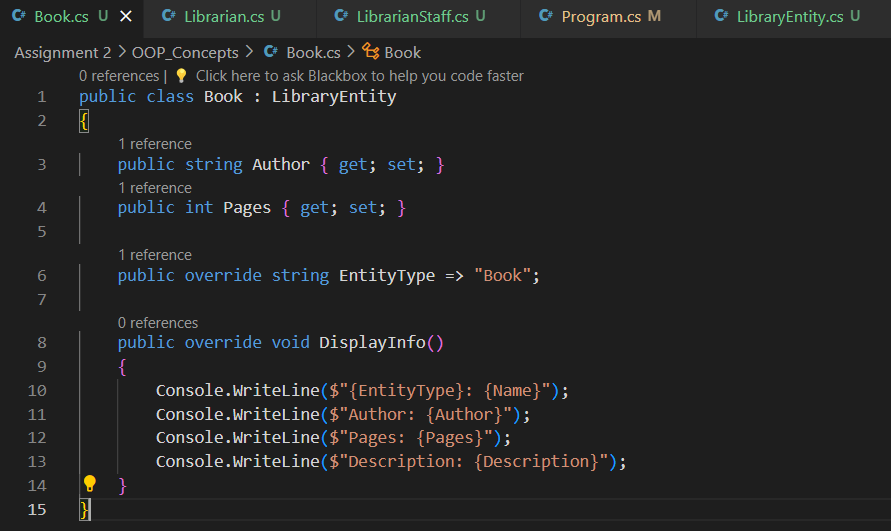 C# Book.cs U × C# Librarian.cs U C# LibrarianStaff.cs U C# Program.cs M C# LibraryEntity.cs U
Assignment 2 > OOP_Concepts > C# Book.cs > Book
0 references | Click here to ask Blackbox to help you code faster
1 public class Book : LibraryEntity
2 {
1 reference
3 public string Author { get; set; }
1 reference
4 public int Pages { get; set; }
5
1 reference
6 public override string EntityType => "Book";
7
0 references
8 public override void DisplayInfo()
9 {
10 Console.WriteLine($"{EntityType}: {Name}");
11 Console.WriteLine($"Author: {Author}");
12 Console.WriteLine($"Pages: {Pages}");
13 Console.WriteLine($"Description: {Description}");
14 }
15 }